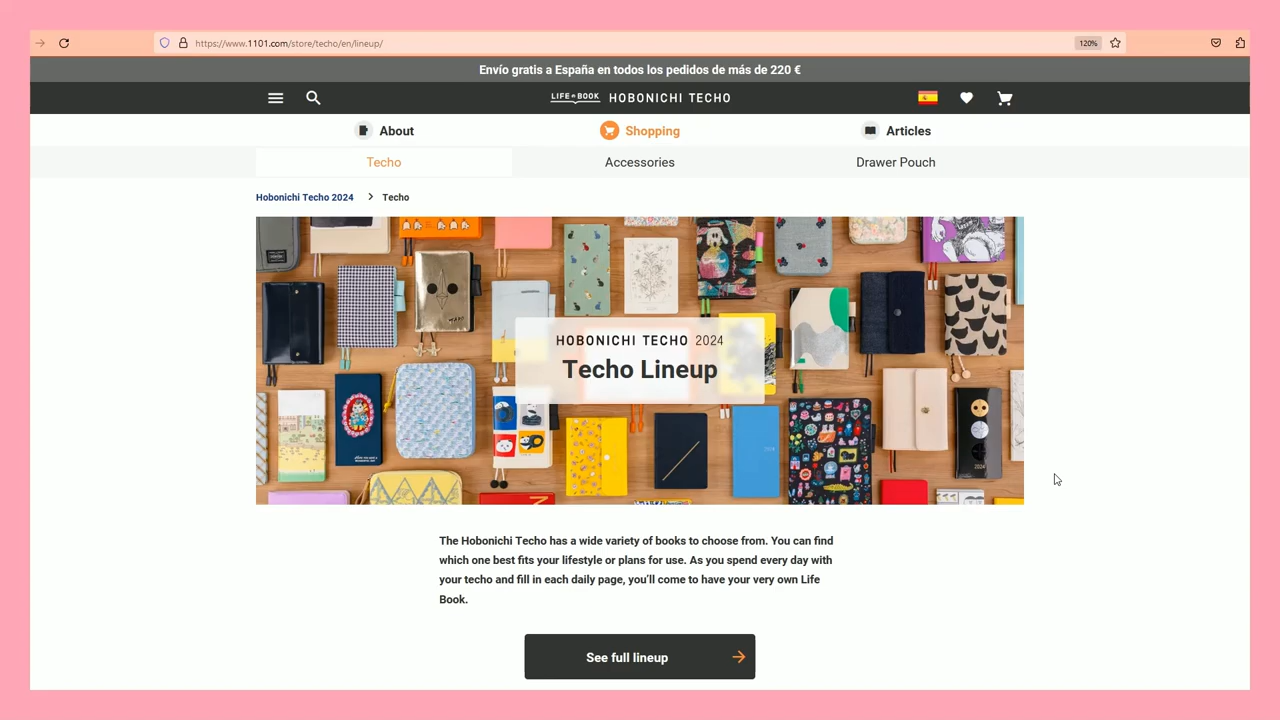 https://www.1101.com/store/techo/en/lineup/
120%
Envío gratis a España en todos los pedidos de más de 220 €
LIFE BOOK HOBONICHI TECHO
About
Shopping
Articles
Techo
Accessories
Drawer Pouch
Hobonichi Techo 2024 > Techo
HOBONICHI TECHO 2024
Techo Lineup
The Hobonichi Techo has a wide variety of books to choose from. You can find
which one best fits your lifestyle or plans for use. As you spend every day with
your techo and fill in each daily page, you’ll come to have your very own Life
Book.
See full lineup